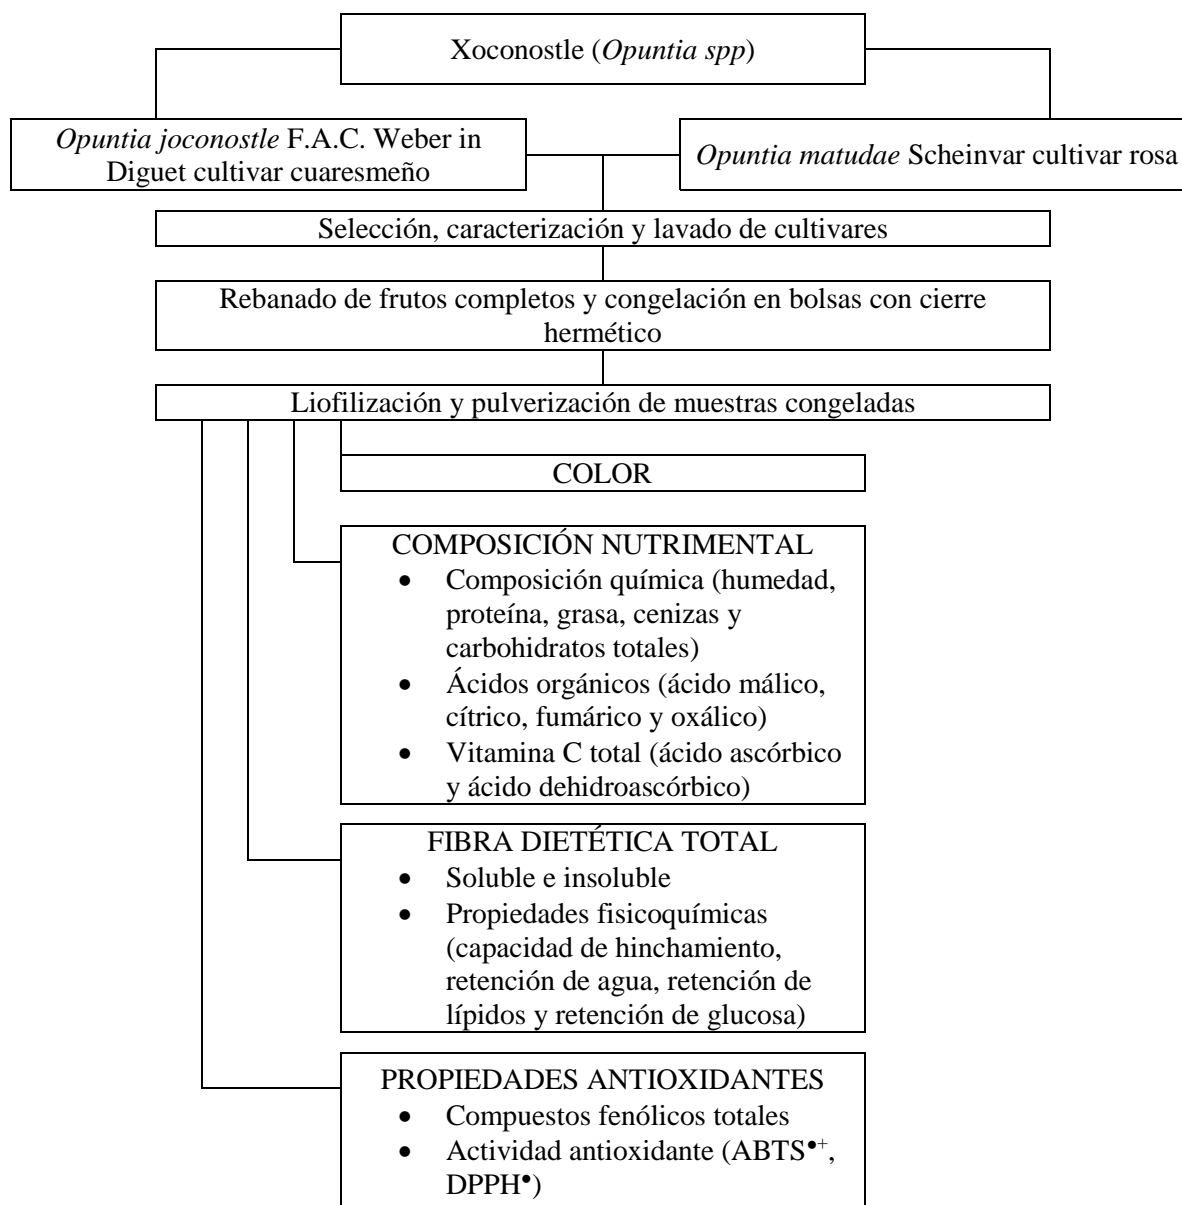 Xoconostle (Opuntia spp)
Opuntia joconostle F.A.C. Weber in
Diguet cultivar cuaresmeño
Opuntia matudae Scheinvar cultivar rosa
Selección, caracterización y lavado de cultivares
Rebanado de frutos completos y congelación en bolsas con cierre
hermético
Liofilización y pulverización de muestras congeladas
COLOR
COMPOSICIÓN NUTRIMENTAL
• Composición química (humedad,
proteína, grasa, cenizas y
carbohidratos totales)
• Ácidos orgánicos (ácido málico,
cítrico, fumárico y oxálico)
• Vitamina C total (ácido ascórbico
y ácido dehidroascórbico)
FIBRA DIETÉTICA TOTAL
• Soluble e insoluble
• Propiedades fisicoquímicas
(capacidad de hinchamiento,
retención de agua, retención de
lípidos y retención de glucosa)
PROPIEDADES ANTIOXIDANTES
• Compuestos fenólicos totales
• Actividad antioxidante (ABTS•+,
DPPH•)